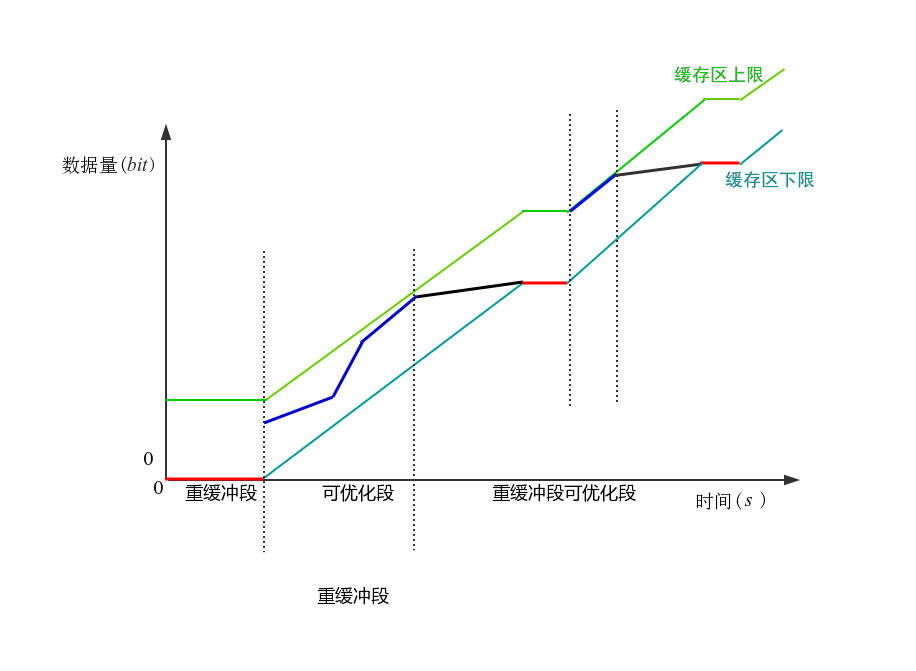 缓存区上限
数据量(bit)
缓存区下限
0
0
重缓冲段
可优化段
重缓冲段可优化段
时间(s )
重缓冲段